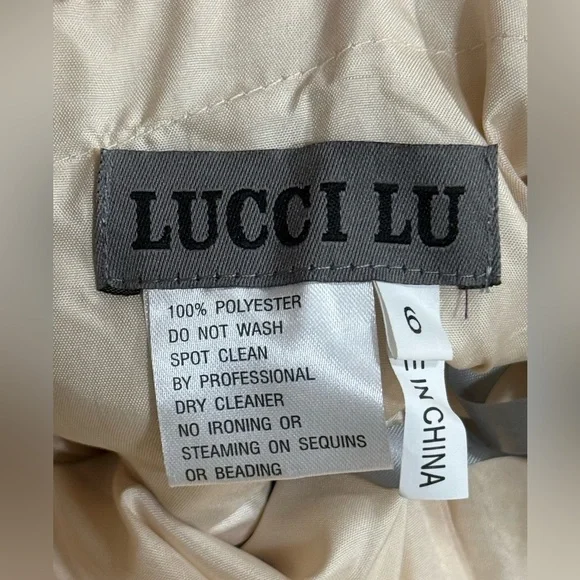 LUCCI LU
100% POLYESTER
DO NOT WASH
SPOT CLEAN
BY PROFESSIONAL
DRY CLEANER
NO IRONING OR
STEAMING ON SEQUINS
OR BEADING
6
IN CHINA